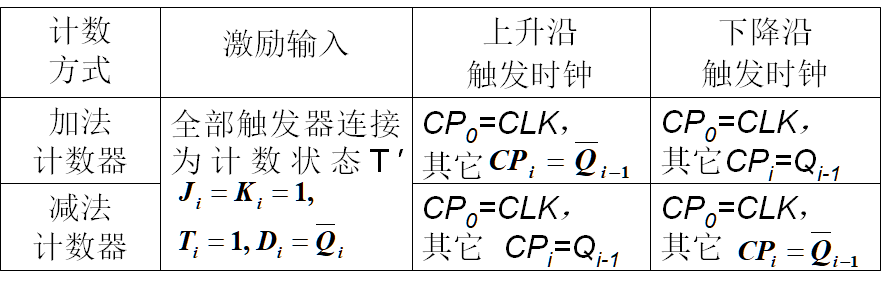 计数
方式
激励输入
上升沿
触发时钟
下降沿
触发时钟
加法
计数器
全部触发器连接
为计数状态T′
J_i = K_i = 1,
T_i = 1, D_i = Q̅_i
CP_0=CLK，
其它 CP_i = Q̅_{i-1}
CP_0=CLK，
其它CP_i=Q_{i-1}
减法
计数器
CP_0=CLK，
其它 CP_i=Q_{i-1}
CP_0=CLK，
其它 CP_i = Q̅_{i-1}